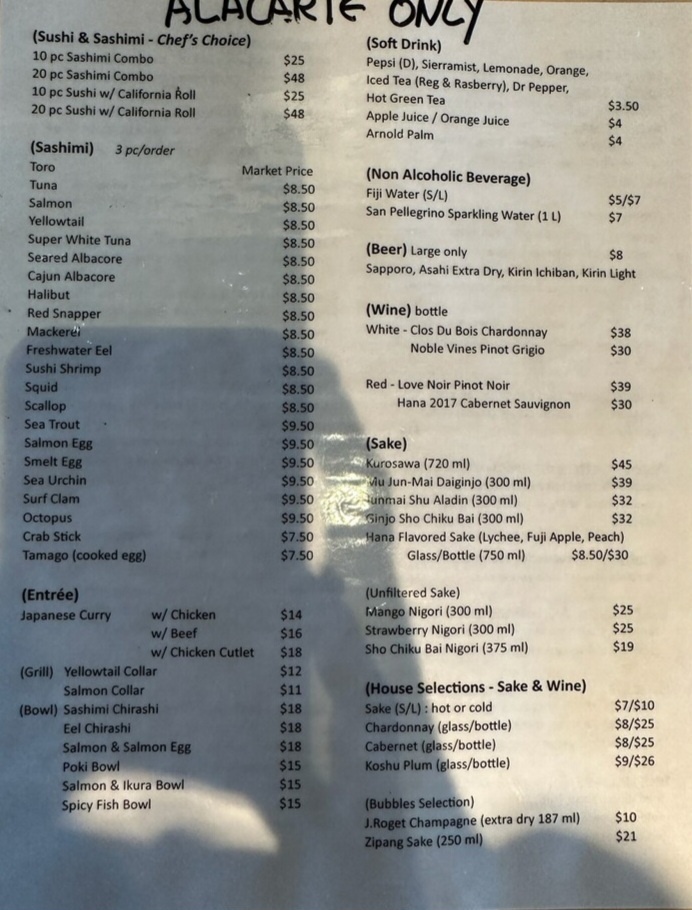 ALACARTE ONLY
(Sushi & Sashimi - Chef's Choice)
10 pc Sashimi Combo $25
20 pc Sashimi Combo $48
10 pc Sushi w/ California Roll $25
20 pc Sushi w/ California Roll $48
(Sashimi) 3 pc/order
Toro Market Price
Tuna $8.50
Salmon $8.50
Yellowtail $8.50
Super White Tuna $8.50
Seared Albacore $8.50
Cajun Albacore $8.50
Halibut $8.50
Red Snapper $8.50
Mackerel $8.50
Freshwater Eel $8.50
Sushi Shrimp $8.50
Squid $8.50
Scallop $8.50
Sea Trout $9.50
Salmon Egg $9.50
Smelt Egg $9.50
Sea Urchin $9.50
Surf Clam $9.50
Octopus $9.50
Crab Stick $7.50
Tamago (cooked egg) $7.50
(Entrée)
Japanese Curry w/ Chicken $14
w/ Beef $16
w/ Chicken Cutlet $18
(Grill) Yellowtail Collar $12
Salmon Collar $11
(Bowl) Sashimi Chirashi $18
Eel Chirashi $18
Salmon & Salmon Egg $18
Poki Bowl $15
Salmon & Ikura Bowl $15
Spicy Fish Bowl $15
(Soft Drink)
Pepsi (D), Sierramist, Lemonade, Orange,
Iced Tea (Reg & Rasberry), Dr Pepper,
Hot Green Tea $3.50
Apple Juice / Orange Juice $4
Arnold Palm $4
(Non Alcoholic Beverage)
Fiji Water (S/L) $5/$7
San Pellegrino Sparkling Water (1 L) $7
(Beer) Large only $8
Sapporo, Asahi Extra Dry, Kirin Ichiban, Kirin Light
(Wine) bottle
White - Clos Du Bois Chardonnay $38
Noble Vines Pinot Grigio $30
Red - Love Noir Pinot Noir $39
Hana 2017 Cabernet Sauvignon $30
(Sake)
Kurosawa (720 ml) $45
Mu Jun-Mai Daiginjo (300 ml) $39
Junmai Shu Aladin (300 ml) $32
Ginjo Sho Chiku Bai (300 ml) $32
Hana Flavored Sake (Lychee, Fuji Apple, Peach)
Glass/Bottle (750 ml) $8.50/$30
(Unfiltered Sake)
Mango Nigori (300 ml) $25
Strawberry Nigori (300 ml) $25
Sho Chiku Bai Nigori (375 ml) $19
(House Selections - Sake & Wine)
Sake (S/L) : hot or cold $7/$10
Chardonnay (glass/bottle) $8/$25
Cabernet (glass/bottle) $8/$25
Koshu Plum (glass/bottle) $9/$26
(Bubbles Selection)
J.Roget Champagne (extra dry 187 ml) $10
Zipang Sake (250 ml) $21